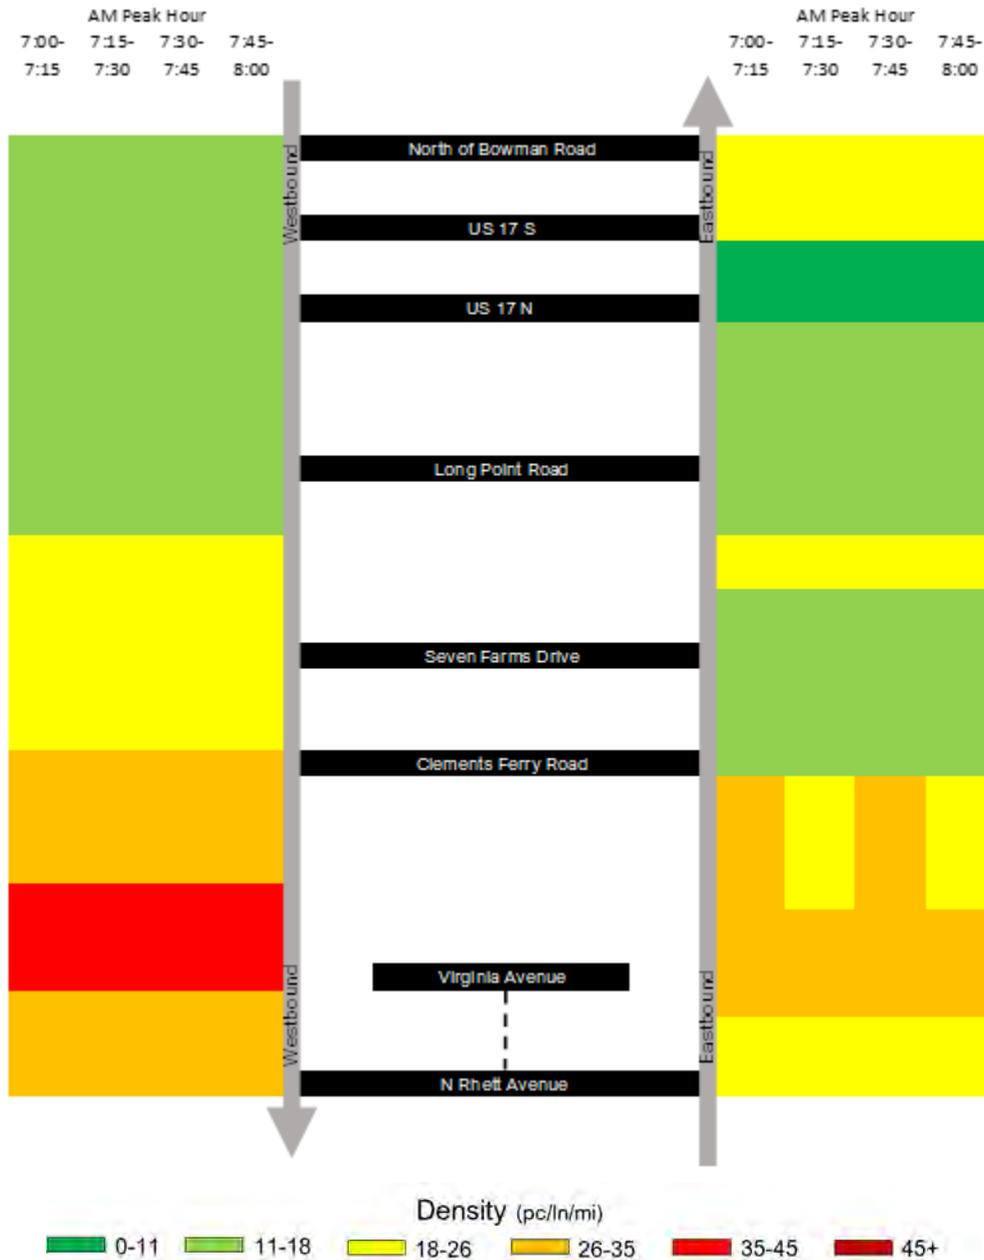 AM Peak Hour
7:00- 7:15- 7:30- 7:45-
7:15 7:30 7:45 8:00
AM Peak Hour
7:00- 7:15- 7:30- 7:45-
7:15 7:30 7:45 8:00
Westbound
Eastbound
North of Bowman Road
US 17 S
US 17 N
Long Point Road
Seven Farms Drive
Clements Ferry Road
Westbound
Eastbound
Virginia Avenue
N Rhett Avenue
Density (pc/ln/mi)
0-11 11-18 18-26 26-35 35-45 45+